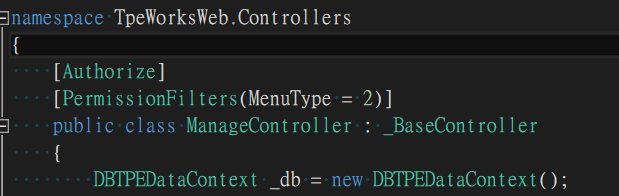 namespace TpeWorksWeb.Controllers
{
[Authorize]
[PermissionFilters(MenuType = 2)]
public class ManageController : _BaseController
{
DBTPEDataContext _db = new DBTPEDataContext();